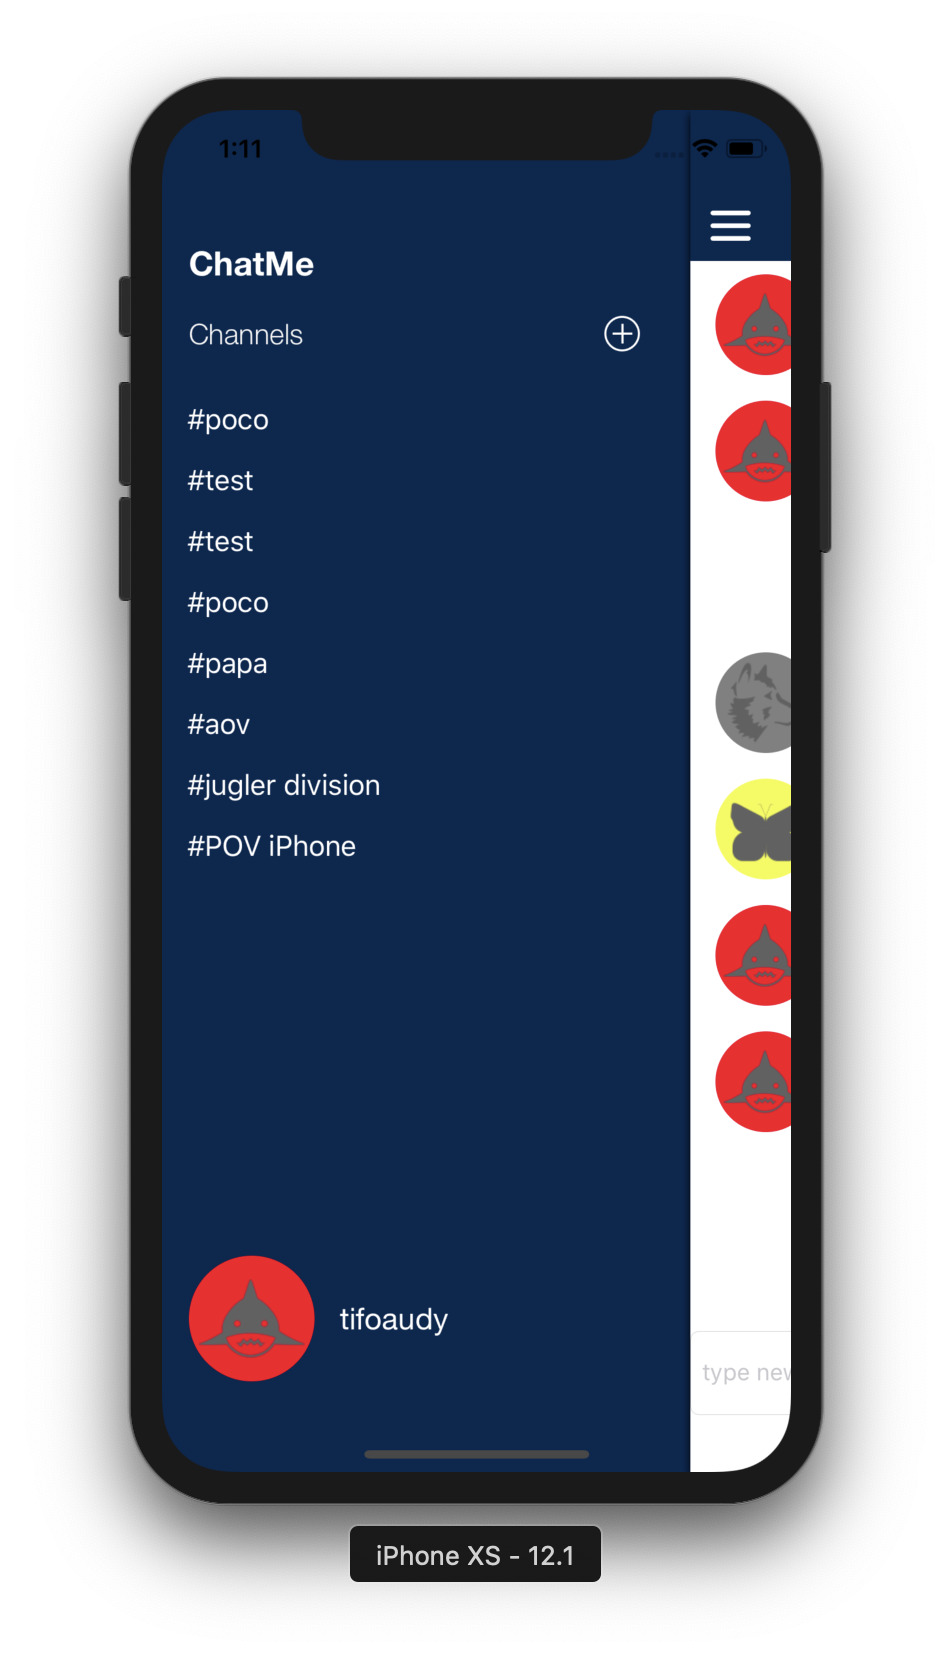 1:11
ChatMe
Channels
#poco
#test
#test
#poco
#papa
#aov
#jugler division
#POV iPhone
tifoaudy
type new
iPhone XS - 12.1